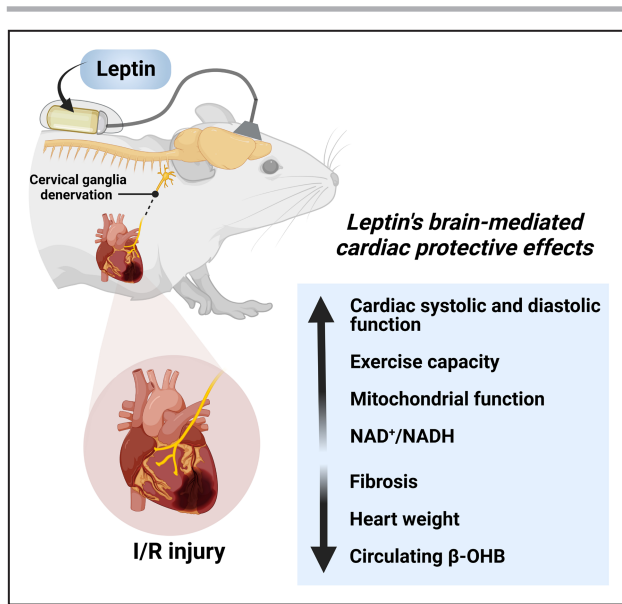 Leptin
Cervical ganglia
denervation
Leptin's brain-mediated
cardiac protective effects
Cardiac systolic and diastolic
function
Exercise capacity
Mitochondrial function
NAD⁺/NADH
Fibrosis
Heart weight
Circulating β-OHB
I/R injury